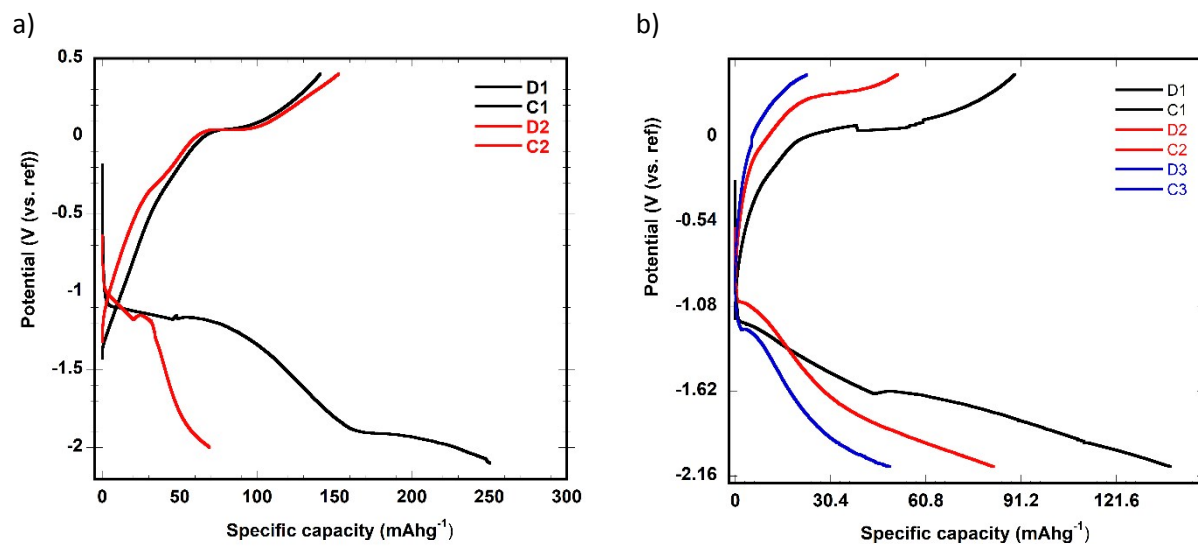 a)
0.5
0
-0.5
-1
-1.5
-2
Potential (V (vs. ref))
0 50 100 150 200 250 300
Specific capacity (mAhg⁻¹)
D1
C1
D2
C2
b)
0
-0.54
-1.08
-1.62
-2.16
Potential (V (vs. ref))
0 30.4 60.8 91.2 121.6
Specific capacity (mAhg⁻¹)
D1
C1
D2
C2
D3
C3